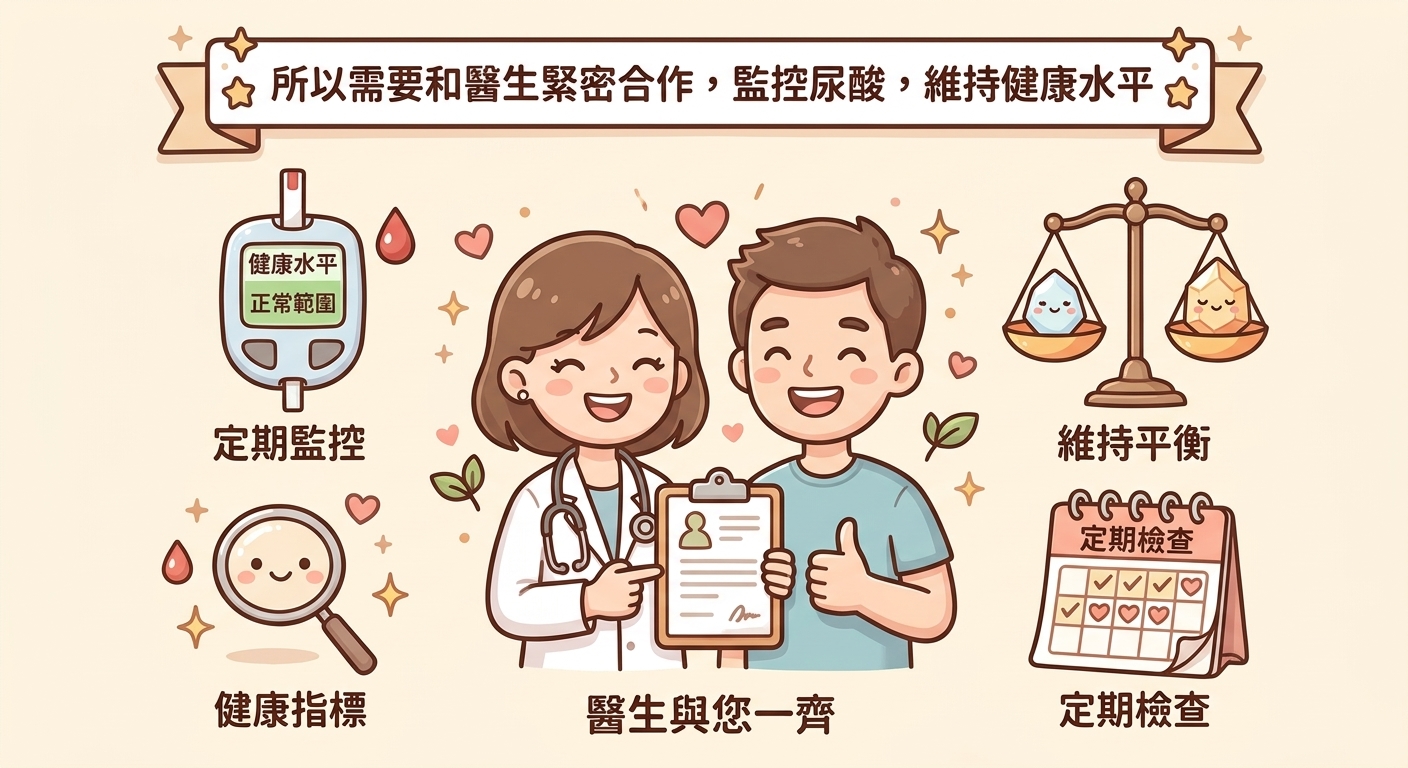 所以需要和醫生緊密合作，監控尿酸，維持健康水平
健康水平
正常範圍
定期監控
維持平衡
定期檢查
健康指標
醫生與您一齊
定期檢查